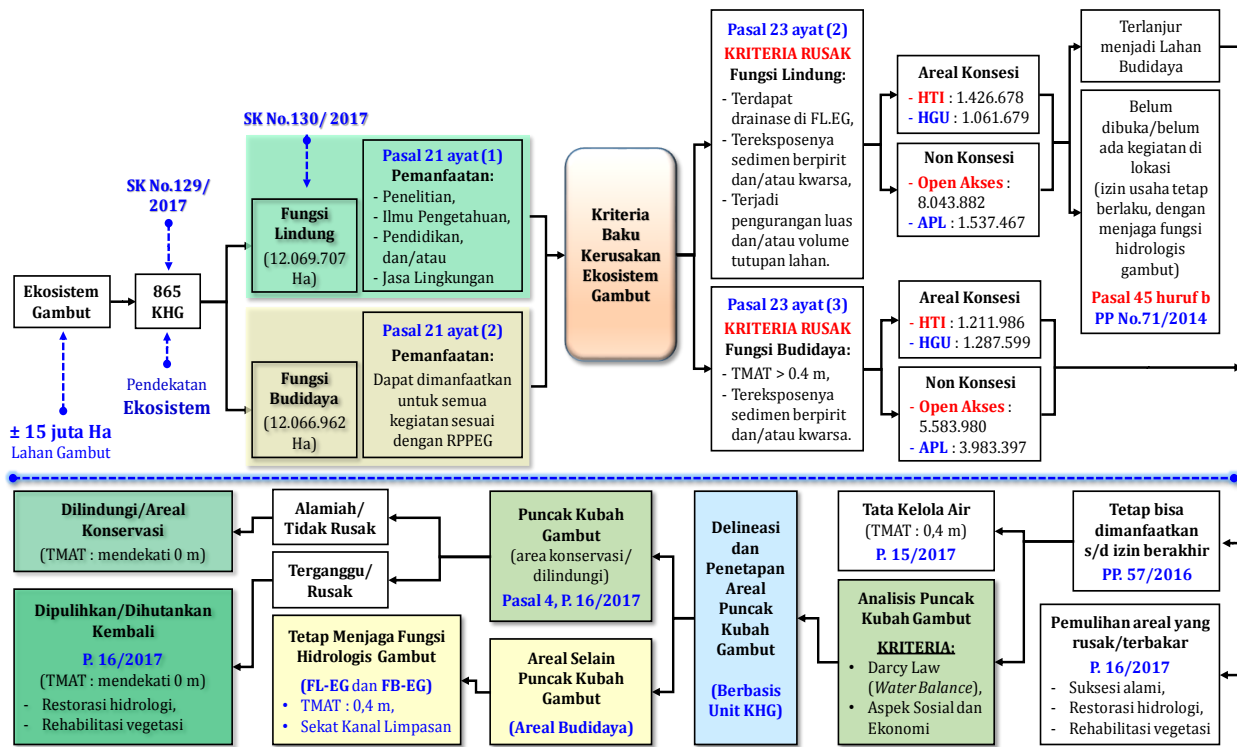 Ekosistem
Gambut
± 15 juta Ha
Lahan Gambut
SK No.129/
2017
865
KHG
Pendekatan
Ekosistem
SK No.130/ 2017
Fungsi
Lindung
(12.069.707
Ha)
Pasal 21 ayat (1)
Pemanfaatan:
- Penelitian,
- Ilmu Pengetahuan,
- Pendidikan,
dan/atau
- Jasa Lingkungan
Fungsi
Budidaya
(12.066.962
Ha)
Pasal 21 ayat (2)
Pemanfaatan:
Dapat dimanfaatkan
untuk semua
kegiatan sesuai
dengan RPPEG
Kriteria
Baku
Kerusakan
Ekosistem
Gambut
Pasal 23 ayat (2)
KRITERIA RUSAK
Fungsi Lindung:
- Terdapat
drainase di FL.EG,
- Tereksposenya
sedimen berpirit
dan/atau kwarsa,
- Terjadi
pengurangan luas
dan/atau volume
tutupan lahan.
Pasal 23 ayat (3)
KRITERIA RUSAK
Fungsi Budidaya:
- TMAT > 0.4 m,
- Tereksposenya
sedimen berpirit
dan/atau kwarsa.
Areal Konsesi
- HTI : 1.426.678
- HGU : 1.061.679
Non Konsesi
- Open Akses :
8.043.882
- APL : 1.537.467
Areal Konsesi
- HTI : 1.211.986
- HGU : 1.287.599
Non Konsesi
- Open Akses :
5.583.980
- APL : 3.983.397
Terlanjur
menjadi Lahan
Budidaya
Belum
dibuka/belum
ada kegiatan di
lokasi
(izin usaha tetap
berlaku, dengan
menjaga fungsi
hidrologis
gambut)
Pasal 45 huruf b
PP No.71/2014
Dilindungi/Areal
Konservasi
(TMAT : mendekati 0 m)
Dipulihkan/Dihutankan
Kembali
P. 16/2017
(TMAT : mendekati 0 m)
- Restorasi hidrologi,
- Rehabilitasi vegetasi
Alamiah/
Tidak Rusak
Terganggu/
Rusak
Tetap Menjaga Fungsi
Hidrologis Gambut
(FL-EG dan FB-EG)
• TMAT : 0,4 m,
• Sekat Kanal Limpasan
Puncak Kubah
Gambut
(area konservasi/
dilindungi)
Pasal 4, P. 16/2017
Areal Selain
Puncak Kubah
Gambut
(Areal Budidaya)
Delineasi
dan
Penetapan
Areal
Puncak
Kubah
Gambut
(Berbasis
Unit KHG)
Tata Kelola Air
(TMAT : 0,4 m)
P. 15/2017
Analisis Puncak
Kubah Gambut
KRITERIA:
• Darcy Law
(Water Balance),
• Aspek Sosial dan
Ekonomi
Tetap bisa
dimanfaatkan
s/d izin berakhir
PP. 57/2016
Pemulihan areal yang
rusak/terbakar
P. 16/2017
- Suksesi alami,
- Restorasi hidrologi,
- Rehabilitasi vegetasi